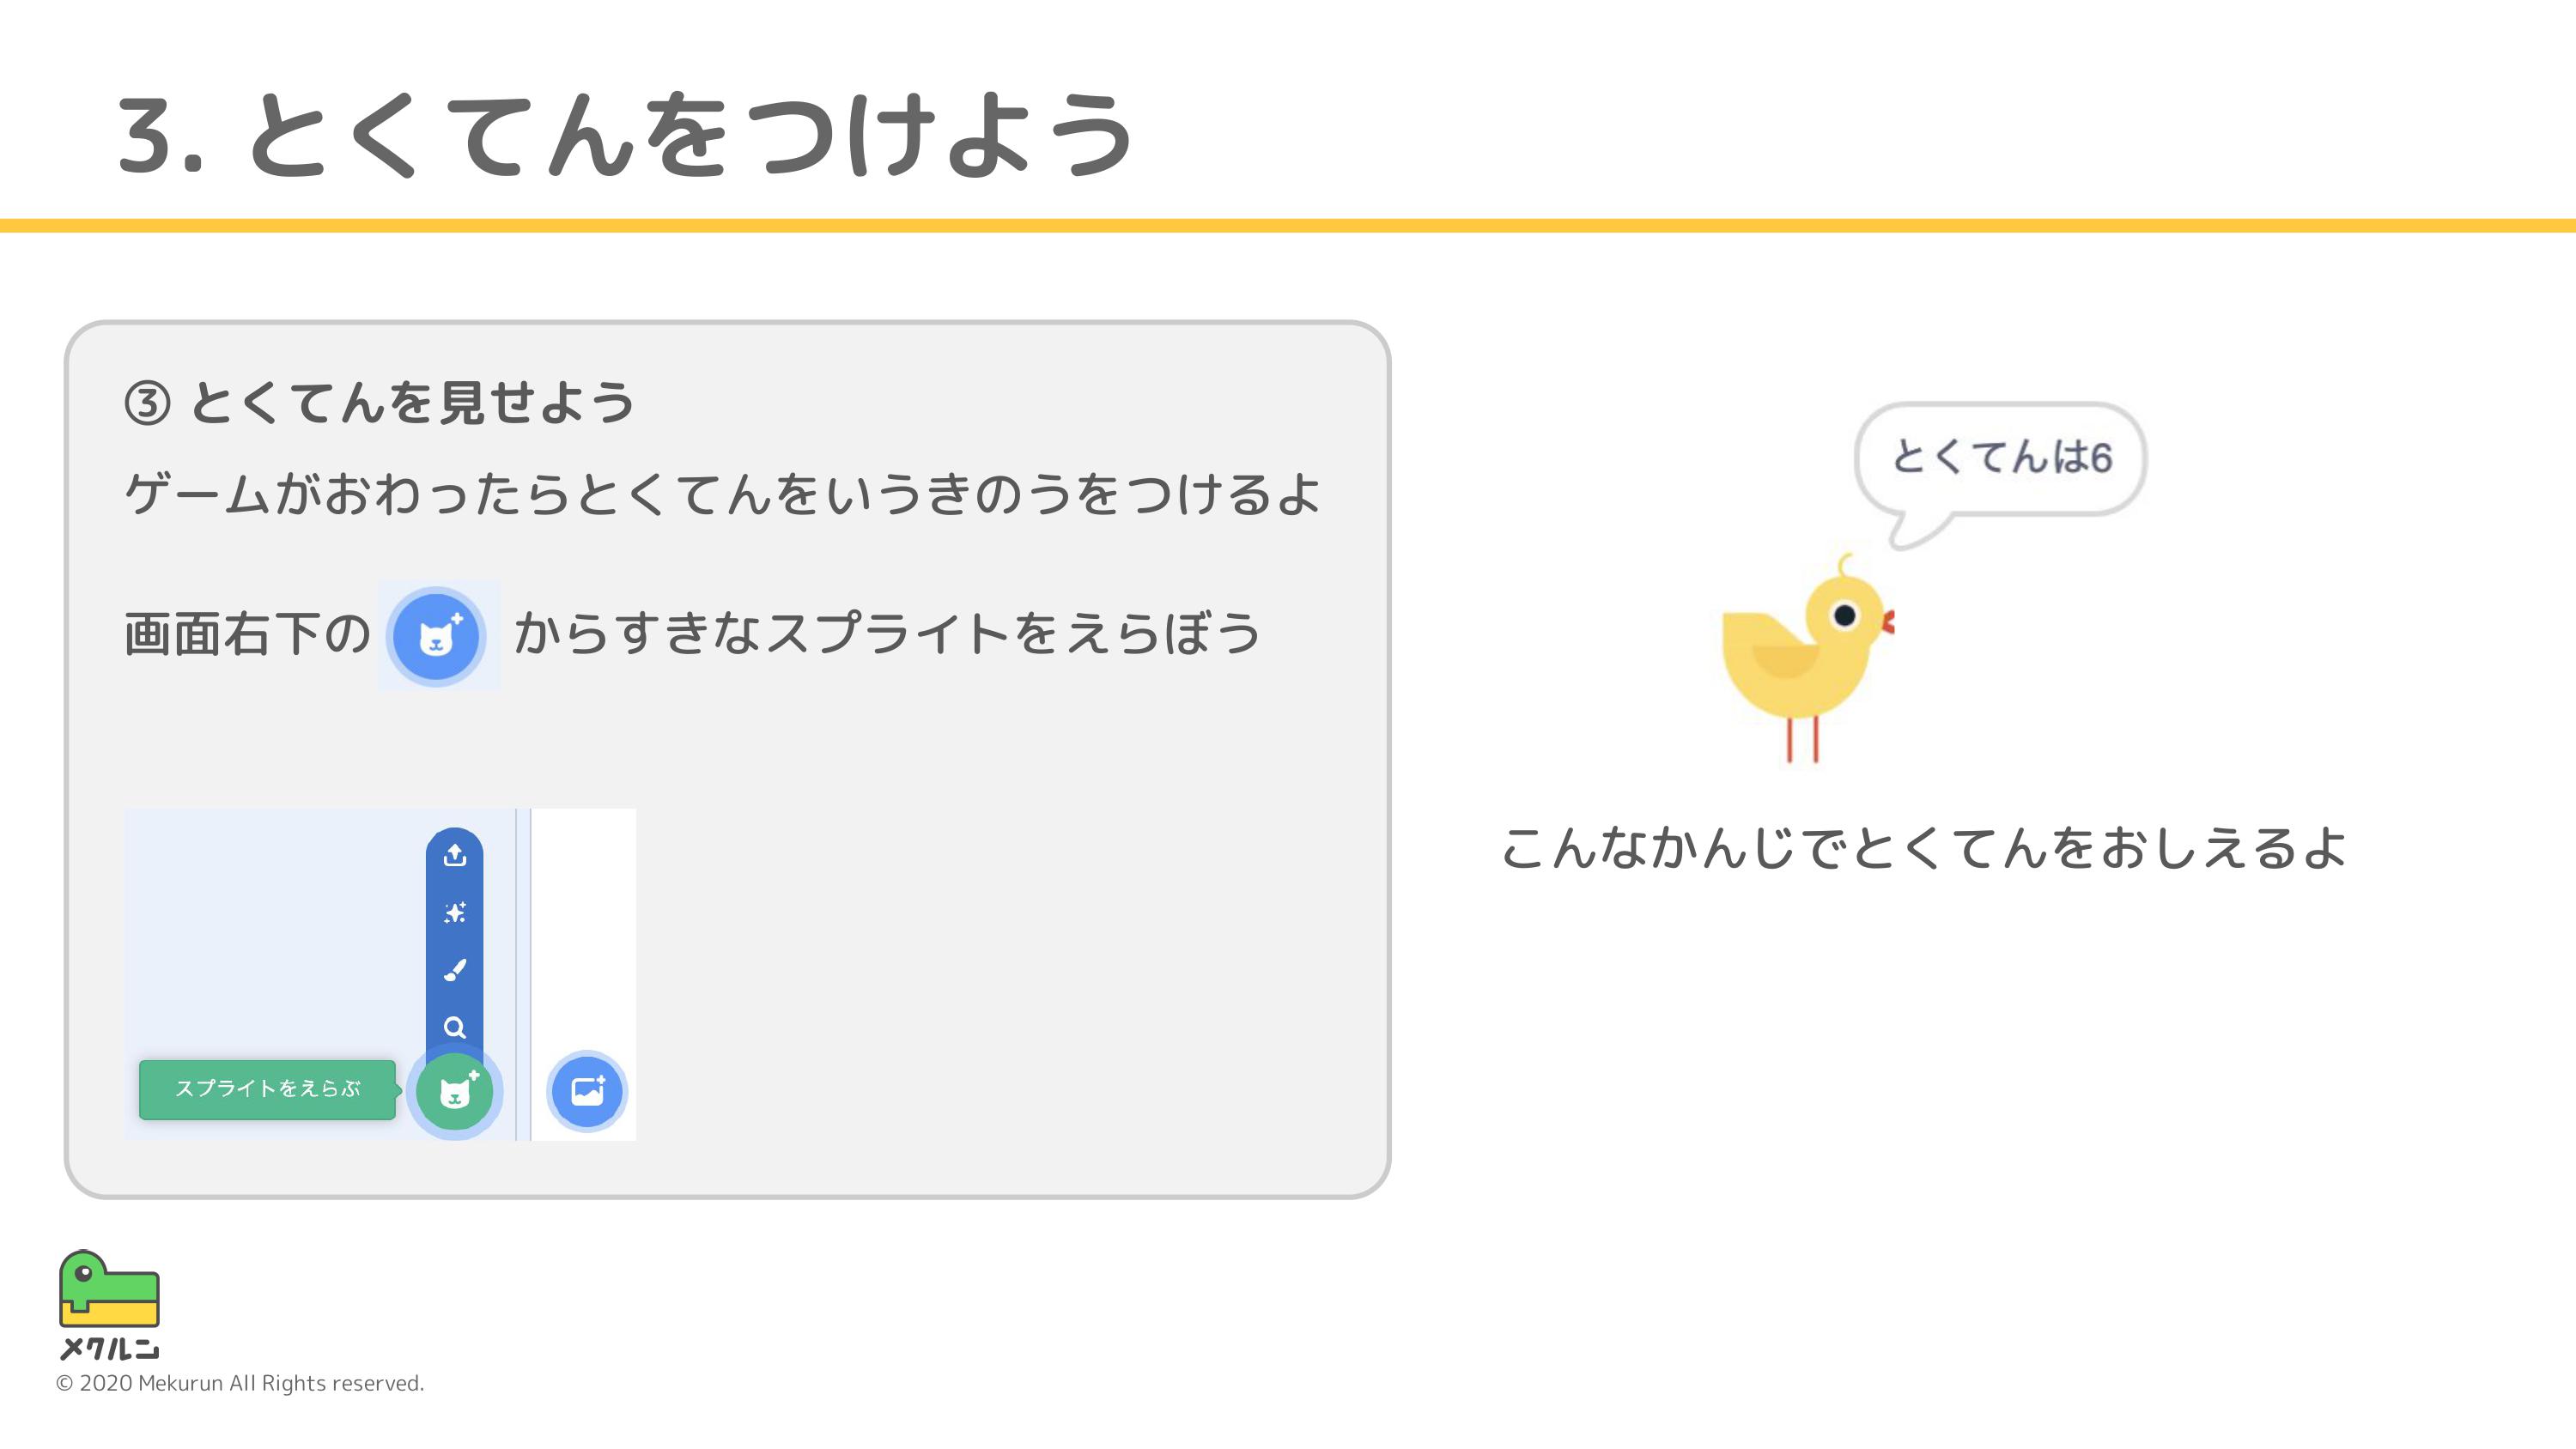 3. とくてんをつけよう
③ とくてんを見せよう
ゲームがおわったらとくてんをいうきのうをつけるよ
画面右下の からすきなスプライトをえらぼう
スプライトをえらぶ
とくてんは6
こんなかんじでとくてんをおしえるよ
メクルン
© 2020 Mekurun All Rights reserved.